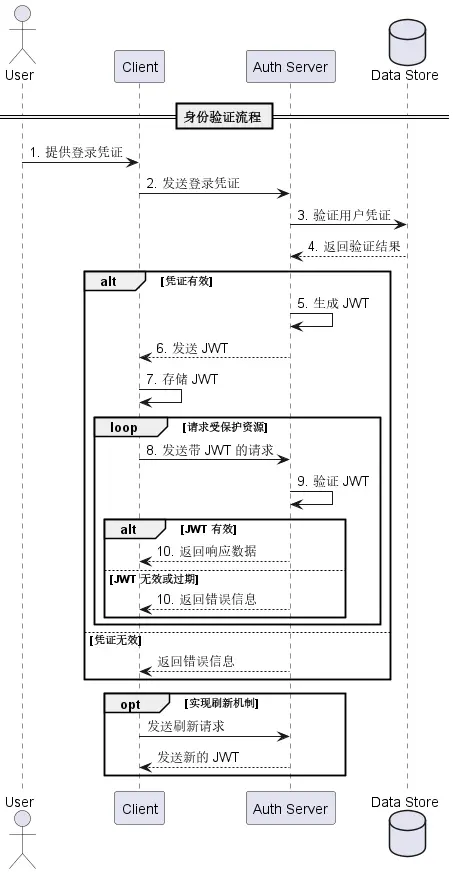 User
Client
Auth Server
Data Store
身份验证流程
1. 提供登录凭证
2. 发送登录凭证
3. 验证用户凭证
4. 返回验证结果
alt [凭证有效]
5. 生成 JWT
6. 发送 JWT
7. 存储 JWT
loop [请求受保护资源]
8. 发送带 JWT 的请求
9. 验证 JWT
alt [JWT 有效]
10. 返回响应数据
[JWT 无效或过期]
10. 返回错误信息
[凭证无效]
返回错误信息
opt [实现刷新机制]
发送刷新请求
发送新的 JWT
User
Client
Auth Server
Data Store